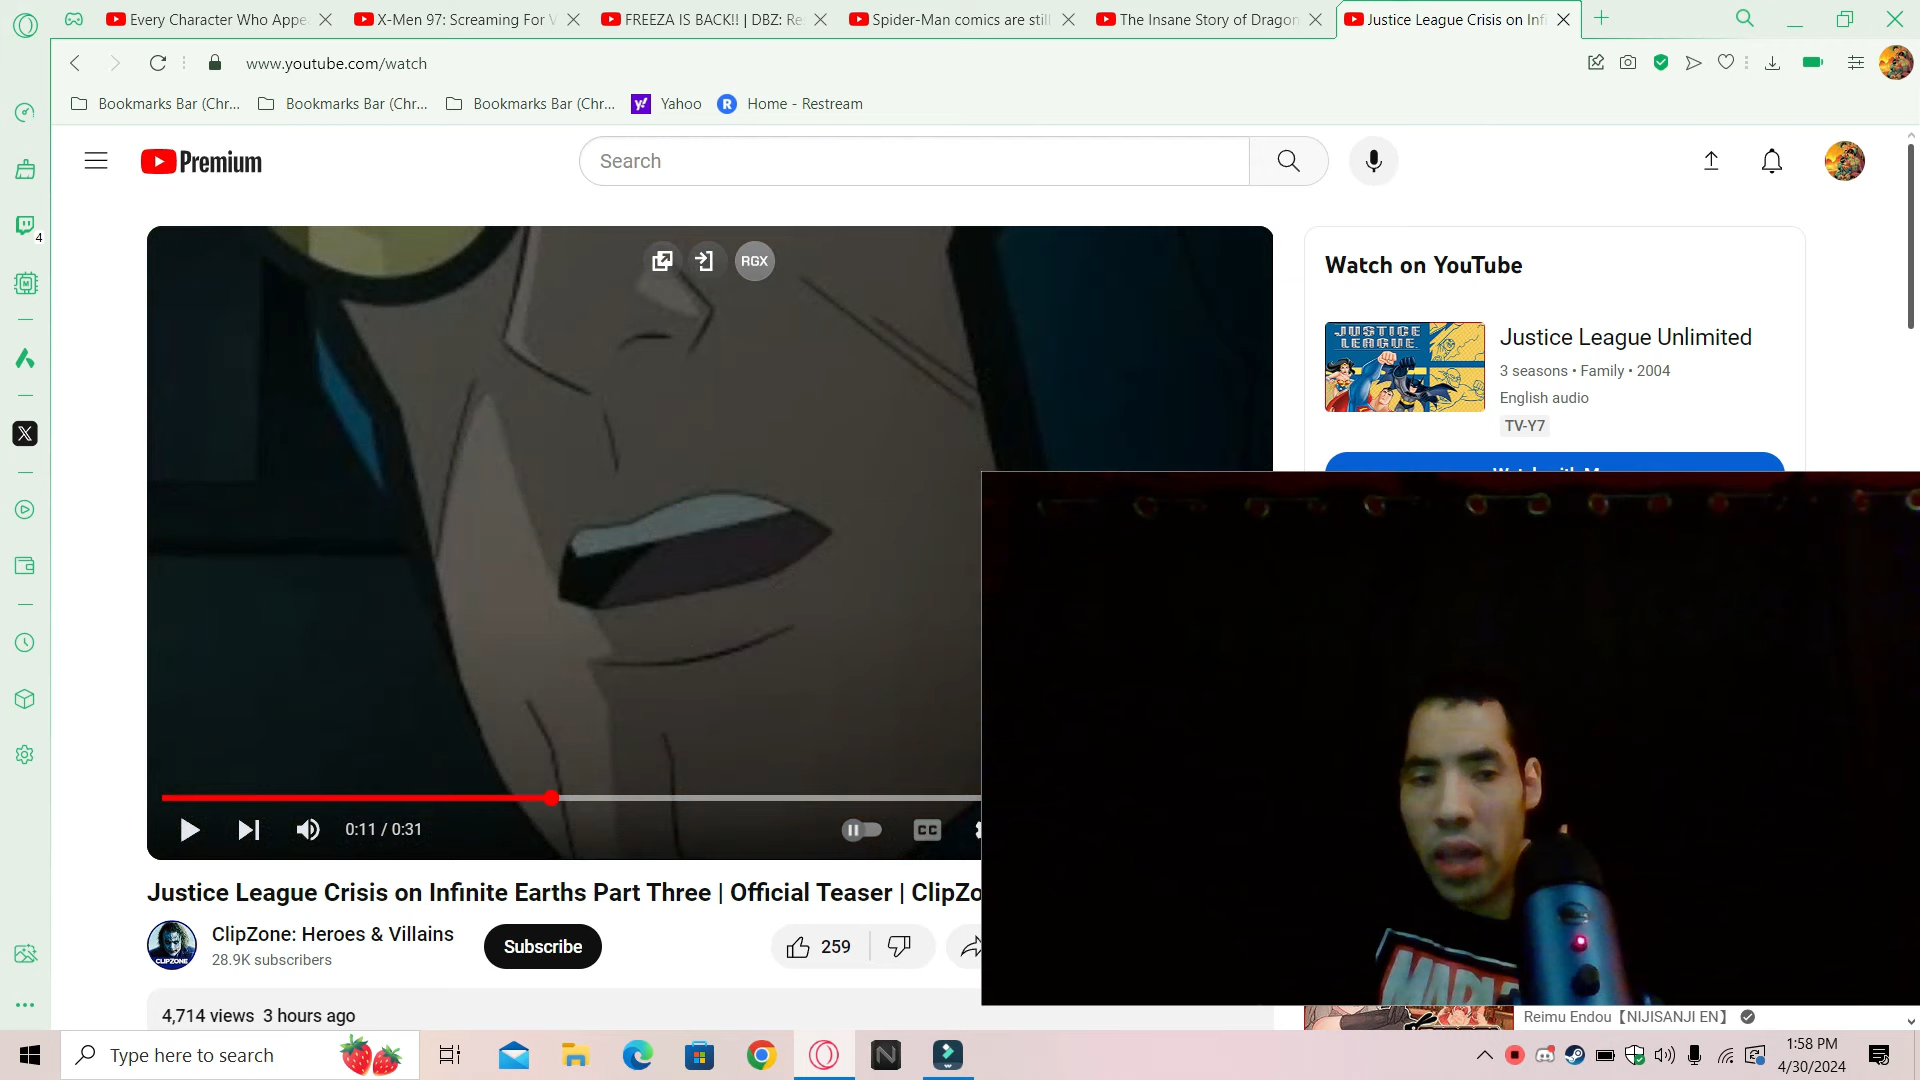 Every Character Who Appe
X-Men 97: Screaming For V
FREEZA IS BACK!! | DBZ: Re
Spider-Man comics are still
The Insane Story of Dragon
Justice League Crisis on Inf
www.youtube.com/watch
Bookmarks Bar (Chr...
Bookmarks Bar (Chr...
Bookmarks Bar (Chr...
Yahoo
Home - Restream
Premium
Search
4
RGX
Watch on YouTube
JUSTICE LEAGUE
Justice League Unlimited
3 seasons • Family • 2004
English audio
TV-Y7
0:11 / 0:31
CC
Justice League Crisis on Infinite Earths Part Three | Official Teaser | ClipZo
CLIPZONE
ClipZone: Heroes & Villains
28.9K subscribers
Subscribe
259
4,714 views 3 hours ago
Reimu Endou【NIJISANJI EN】
Type here to search
1:58 PM
4/30/2024